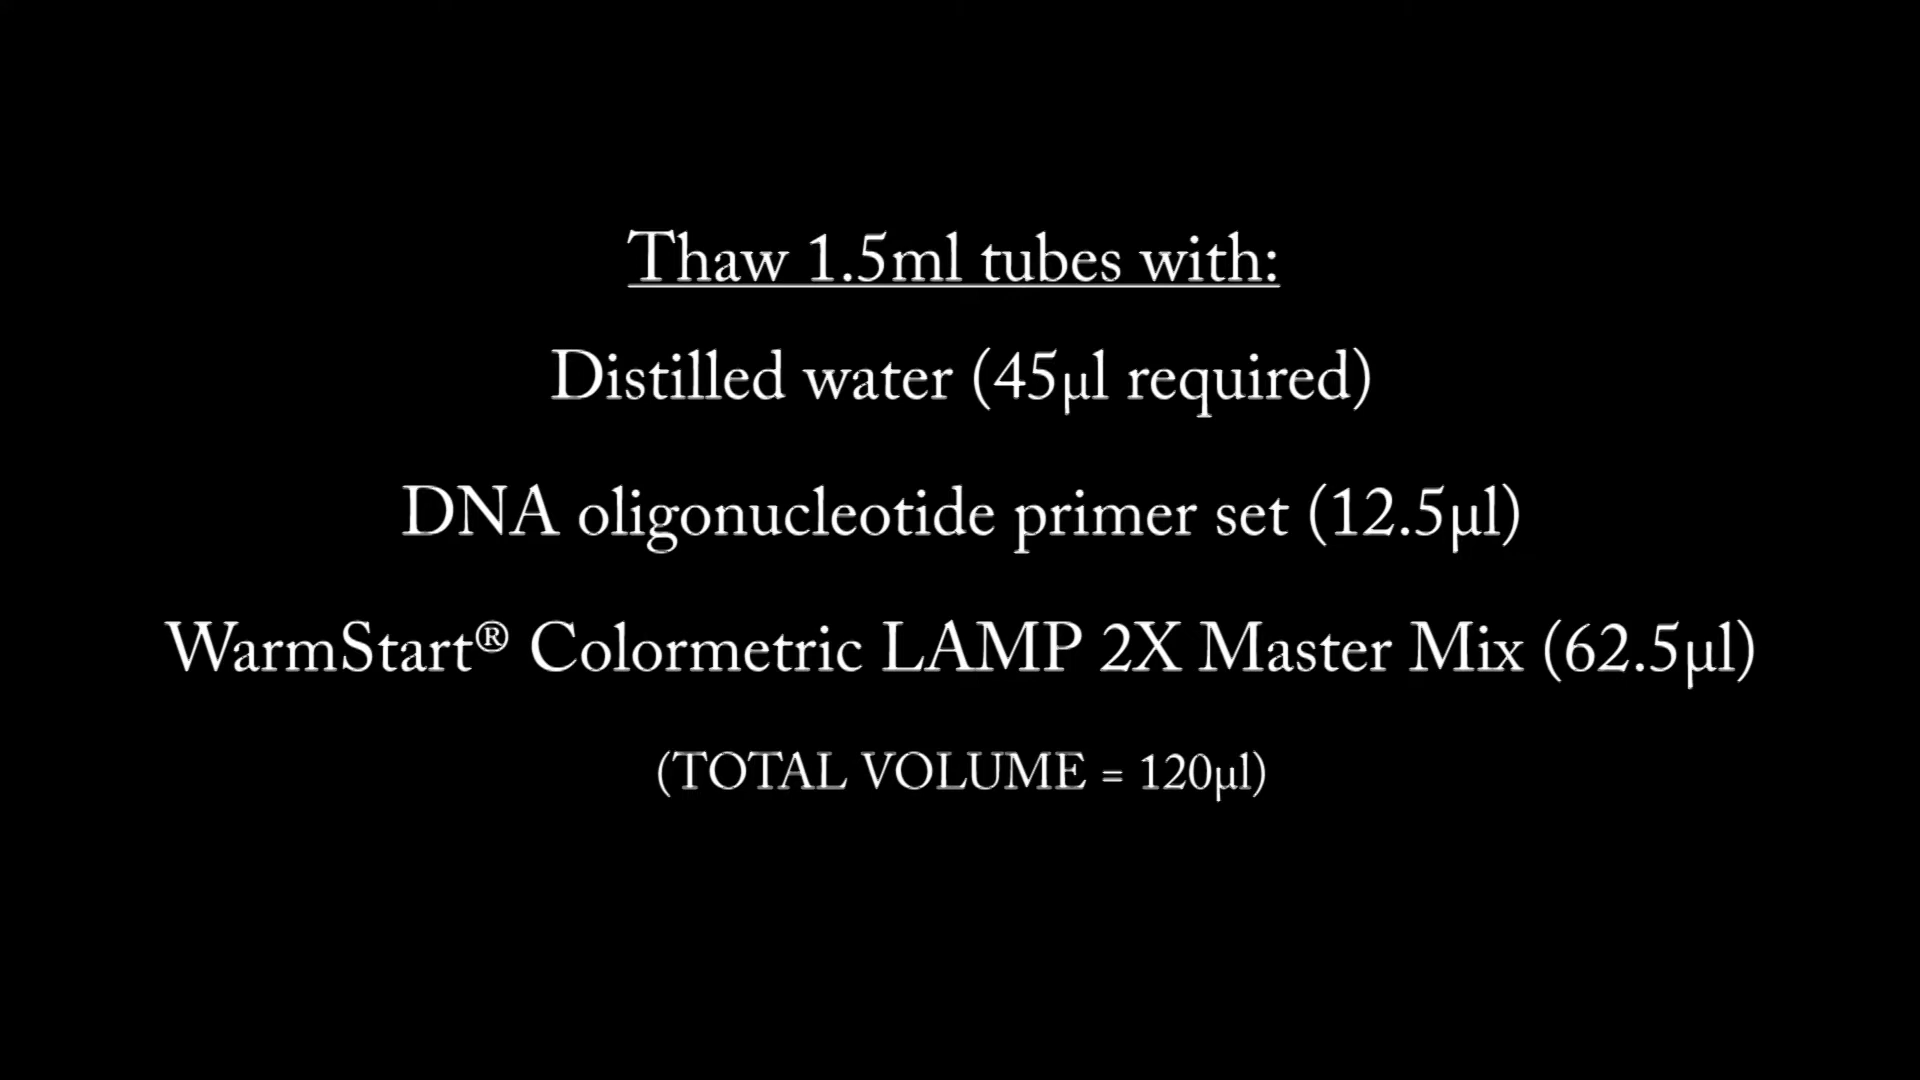 Thaw 1.5ml tubes with:
Distilled water (45µl required)
DNA oligonucleotide primer set (12.5µl)
WarmStart® Colormetric LAMP 2X Master Mix (62.5µl)
(TOTAL VOLUME = 120µl)